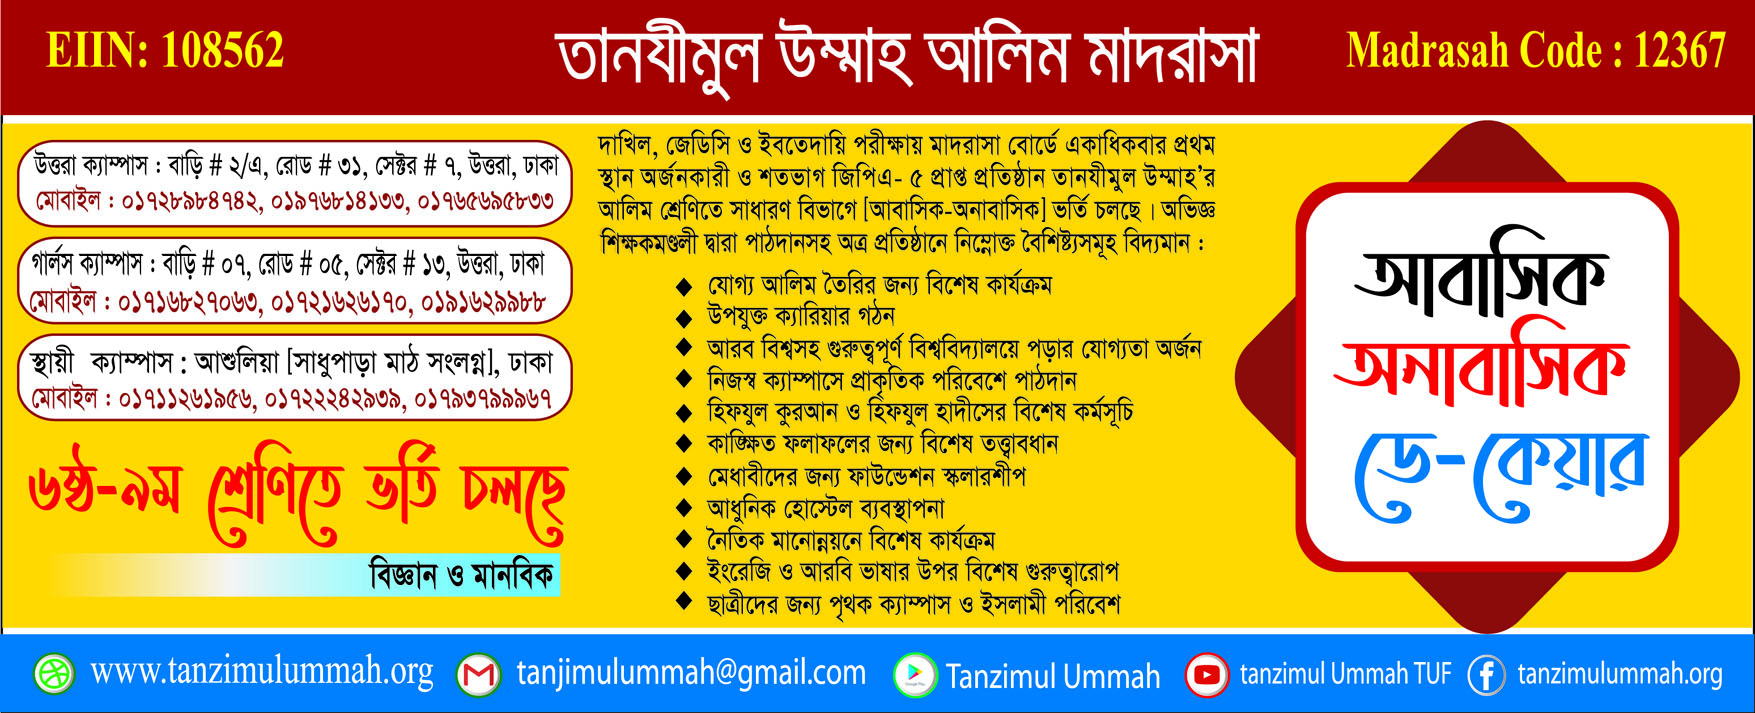 EIIN: 108562
তানযীমুল উম্মাহ আলিম মাদরাসা
Madrasah Code : 12367
উত্তরা ক্যাম্পাস : বাড়ি # ২/এ, রোড # ৩১, সেক্টর # ৭, উত্তরা, ঢাকা
মোবাইল : ০১৭২৮৯৮৪৭৪২, ০১৯৭৬৮১৪১৩৩, ০১৭৬৫৬৯৫৮৩৩
গার্লস ক্যাম্পাস : বাড়ি # ০৭, রোড # ০৫, সেক্টর # ১৩, উত্তরা, ঢাকা
মোবাইল : ০১৭১৬৮২৭০৬৩, ০১৭২১৬২৬১৭০, ০১৯১৬২৯৯৮৮
স্থায়ী ক্যাম্পাস : আশুলিয়া [সাধুপাড়া মাঠ সংলগ্ন], ঢাকা
মোবাইল : ০১৭১১২৬১৯৫৬, ০১৭২২২৪২৯৩৯, ০১৭৯৩৭৯৯৯৬৭
৬ষ্ঠ-৯ম শ্রেণিতে ভর্তি চলছে
বিজ্ঞান ও মানবিক
দাখিল, জেডিসি ও ইবতেদায়ি পরীক্ষায় মাদরাসা বোর্ডে একাধিকবার প্রথম
স্থান অর্জনকারী ও শতভাগ জিপিএ- ৫ প্রাপ্ত প্রতিষ্ঠান তানযীমুল উম্মাহ’র
আলিম শ্রেণিতে সাধারণ বিভাগে [আবাসিক-অনাবাসিক] ভর্তি চলছে । অভিজ্ঞ
শিক্ষকমণ্ডলী দ্বারা পাঠদানসহ অত্র প্রতিষ্ঠানে নিম্নোক্ত বৈশিষ্ট্যসমূহ বিদ্যমান :
◆ যোগ্য আলিম তৈরির জন্য বিশেষ কার্যক্রম
◆ উপযুক্ত ক্যারিয়ার গঠন
◆ আরব বিশ্বসহ গুরুত্বপূর্ণ বিশ্ববিদ্যালয়ে পড়ার যোগ্যতা অর্জন
◆ নিজস্ব ক্যাম্পাসে প্রাকৃতিক পরিবেশে পাঠদান
◆ হিফযুল কুরআন ও হিফযুল হাদীসের বিশেষ কর্মসূচি
◆ কাঙ্ক্ষিত ফলাফলের জন্য বিশেষ তত্ত্বাবধান
◆ মেধাবীদের জন্য ফাউন্ডেশন স্কলারশীপ
◆ আধুনিক হোস্টেল ব্যবস্থাপনা
◆ নৈতিক মানোন্নয়নে বিশেষ কার্যক্রম
◆ ইংরেজি ও আরবি ভাষার উপর বিশেষ গুরুত্বারোপ
◆ ছাত্রীদের জন্য পৃথক ক্যাম্পাস ও ইসলামী পরিবেশ
আবাসিক
অনাবাসিক
ডে-কেয়ার
www.tanzimulummah.org
tanjimulummah@gmail.com
Tanzimul Ummah
tanzimul Ummah TUF
tanzimulummah.org